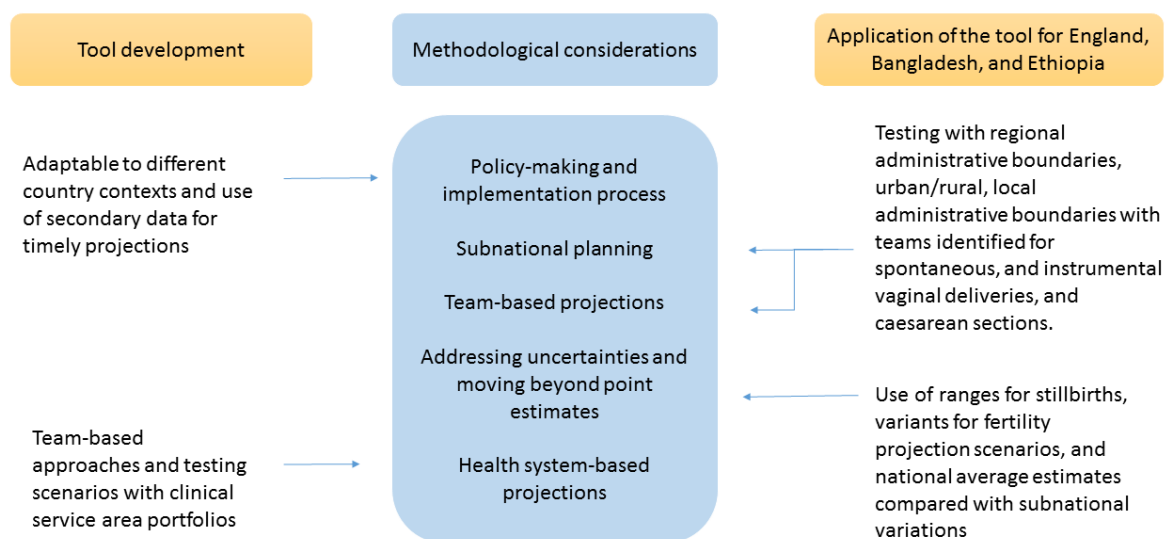 Tool development
Methodological considerations
Application of the tool for England,
Bangladesh, and Ethiopia
Adaptable to different
country contexts and use
of secondary data for
timely projections
Team-based
approaches and testing
scenarios with clinical
service area portfolios
Policy-making and
implementation process
Subnational planning
Team-based projections
Addressing uncertainties and
moving beyond point
estimates
Health system-based
projections
Testing with regional
administrative boundaries,
urban/rural, local
administrative boundaries with
teams identified for
spontaneous, and instrumental
vaginal deliveries, and
caesarean sections.
Use of ranges for stillbirths,
variants for fertility
projection scenarios, and
national average estimates
compared with subnational
variations